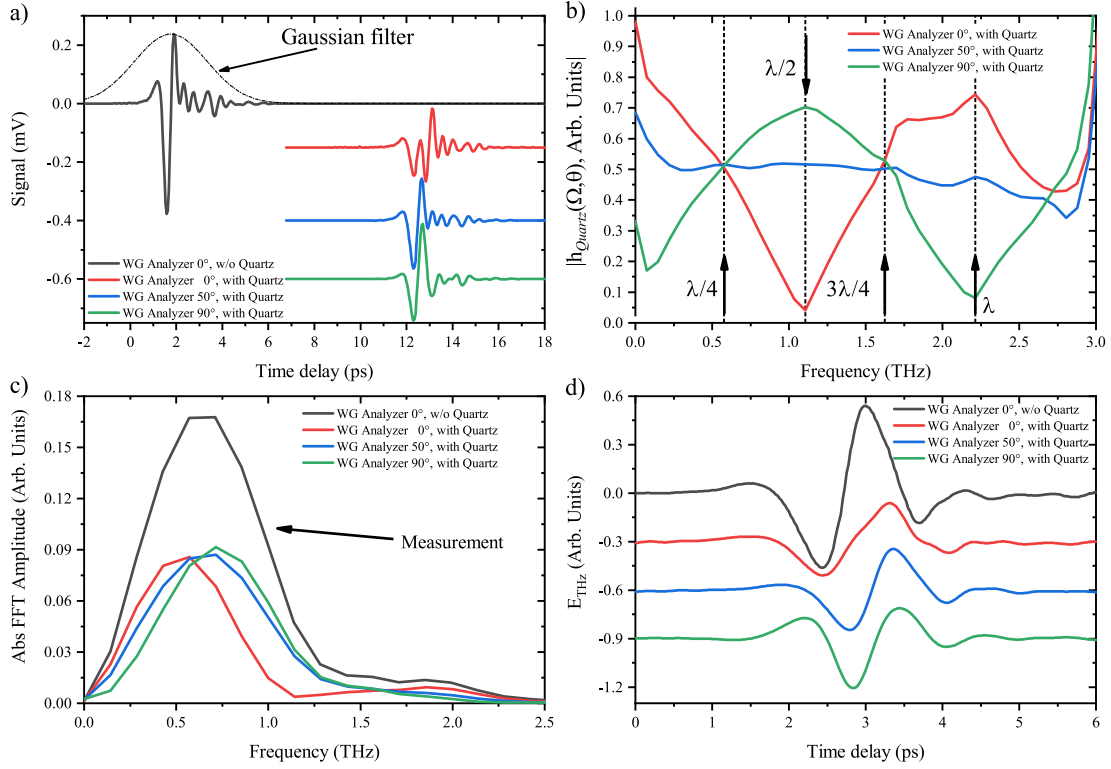 a)
Gaussian filter
Signal (mV)
0.2
0.0
-0.2
-0.4
-0.6
WG Analyzer 0°, w/o Quartz
WG Analyzer 0°, with Quartz
WG Analyzer 50°, with Quartz
WG Analyzer 90°, with Quartz
-2 0 2 4 6 8 10 12 14 16 18
Time delay (ps)
b)
|h_Quartz(Ω,θ), Arb. Units|
1.0
0.9
0.8
0.7
0.6
0.5
0.4
0.3
0.2
0.1
0.0
WG Analyzer 0°, with Quartz
WG Analyzer 50°, with Quartz
WG Analyzer 90°, with Quartz
λ/2
λ/4
3λ/4
λ
0.0 0.5 1.0 1.5 2.0 2.5 3.0
Frequency (THz)
c)
Abs FFT Amplitude (Arb. Units)
0.18
0.15
0.12
0.09
0.06
0.03
0.00
WG Analyzer 0°, w/o Quartz
WG Analyzer 0°, with Quartz
WG Analyzer 50°, with Quartz
WG Analyzer 90°, with Quartz
Measurement
0.0 0.5 1.0 1.5 2.0 2.5
Frequency (THz)
d)
E_THz (Arb. Units)
0.6
0.3
0.0
-0.3
-0.6
-0.9
-1.2
WG Analyzer 0°, w/o Quartz
WG Analyzer 0°, with Quartz
WG Analyzer 50°, with Quartz
WG Analyzer 90°, with Quartz
0 1 2 3 4 5 6
Time delay (ps)